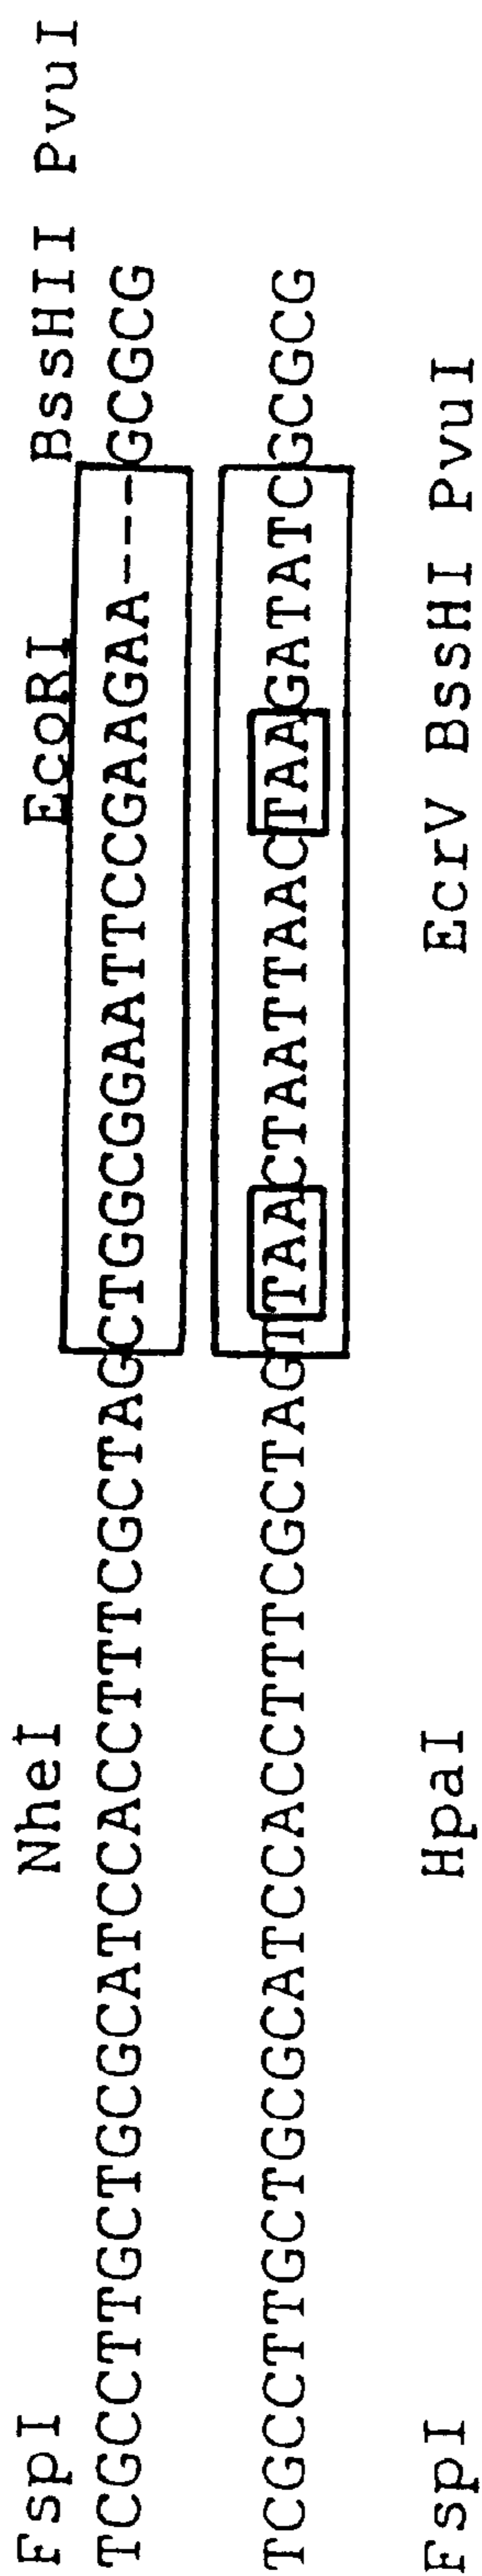 FspI NheI EcoRI BssHII PvuI
TCGCCTTGCTGCGCATCCACCTTTCGCTAGCTGGCGGAATTCCGAAGAA---GCGCG
TCGCCTTGCTGCGCATCCACCTTTCGCTAGTTAACTAATTAACTAAGATATCGCGCG
FspI HpaI EcrV BssHI PvuI